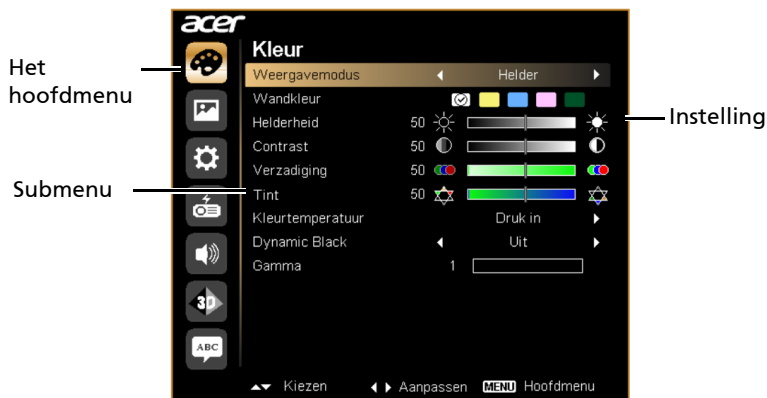 acer
Kleur
Het
hoofdmenu
Weergavemodus Helder
Wandkleur
Helderheid 50
Instelling
Contrast 50
Verzadiging 50
Submenu
Tint 50
Kleurtemperatuur Druk in
Dynamic Black Uit
Gamma 1
3D
ABC
Kiezen Aanpassen MENU Hoofdmenu